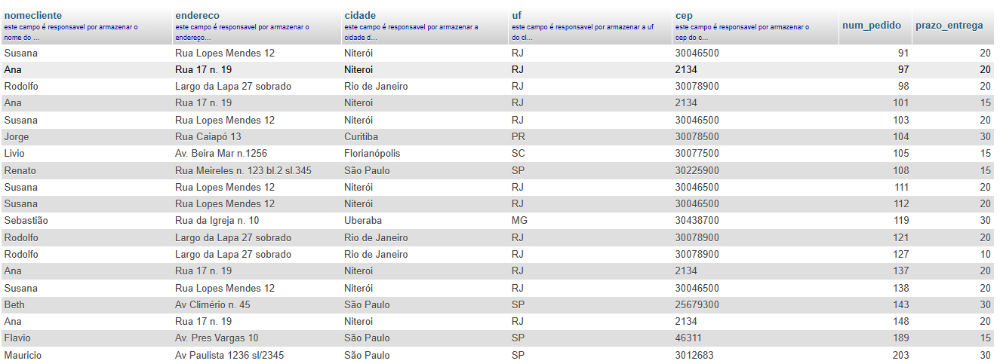 nomecliente endereco cidade uf cep num_pedido prazo_entrega
este campo é responsavel por armazenar o este campo é responsavel por armazenar o este campo é responsavel por armazenar a este campo é responsavel por armazenar a uf este campo é responsavel por armazenar o
nome do ... endereço... cidade d... do cl... cep do c...
Susana Rua Lopes Mendes 12 Niterói RJ 30046500 91 20
Ana Rua 17 n. 19 Niteroi RJ 2134 97 20
Rodolfo Largo da Lapa 27 sobrado Rio de Janeiro RJ 30078900 98 20
Ana Rua 17 n. 19 Niteroi RJ 2134 101 15
Susana Rua Lopes Mendes 12 Niterói RJ 30046500 103 20
Jorge Rua Caiapó 13 Curitiba PR 30078500 104 30
Livio Av. Beira Mar n.1256 Florianópolis SC 30077500 105 15
Renato Rua Meireles n. 123 bl.2 sl.345 São Paulo SP 30225900 108 15
Susana Rua Lopes Mendes 12 Niterói RJ 30046500 111 20
Susana Rua Lopes Mendes 12 Niterói RJ 30046500 112 20
Sebastião Rua da Igreja n. 10 Uberaba MG 30438700 119 30
Rodolfo Largo da Lapa 27 sobrado Rio de Janeiro RJ 30078900 121 20
Rodolfo Largo da Lapa 27 sobrado Rio de Janeiro RJ 30078900 127 10
Ana Rua 17 n. 19 Niteroi RJ 2134 137 20
Susana Rua Lopes Mendes 12 Niterói RJ 30046500 138 20
Beth Av Climério n. 45 São Paulo SP 25679300 143 30
Ana Rua 17 n. 19 Niteroi RJ 2134 148 20
Flavio Av. Pres Vargas 10 São Paulo SP 46311 189 15
Mauricio Av Paulista 1236 sl/2345 São Paulo SP 3012683 203 30